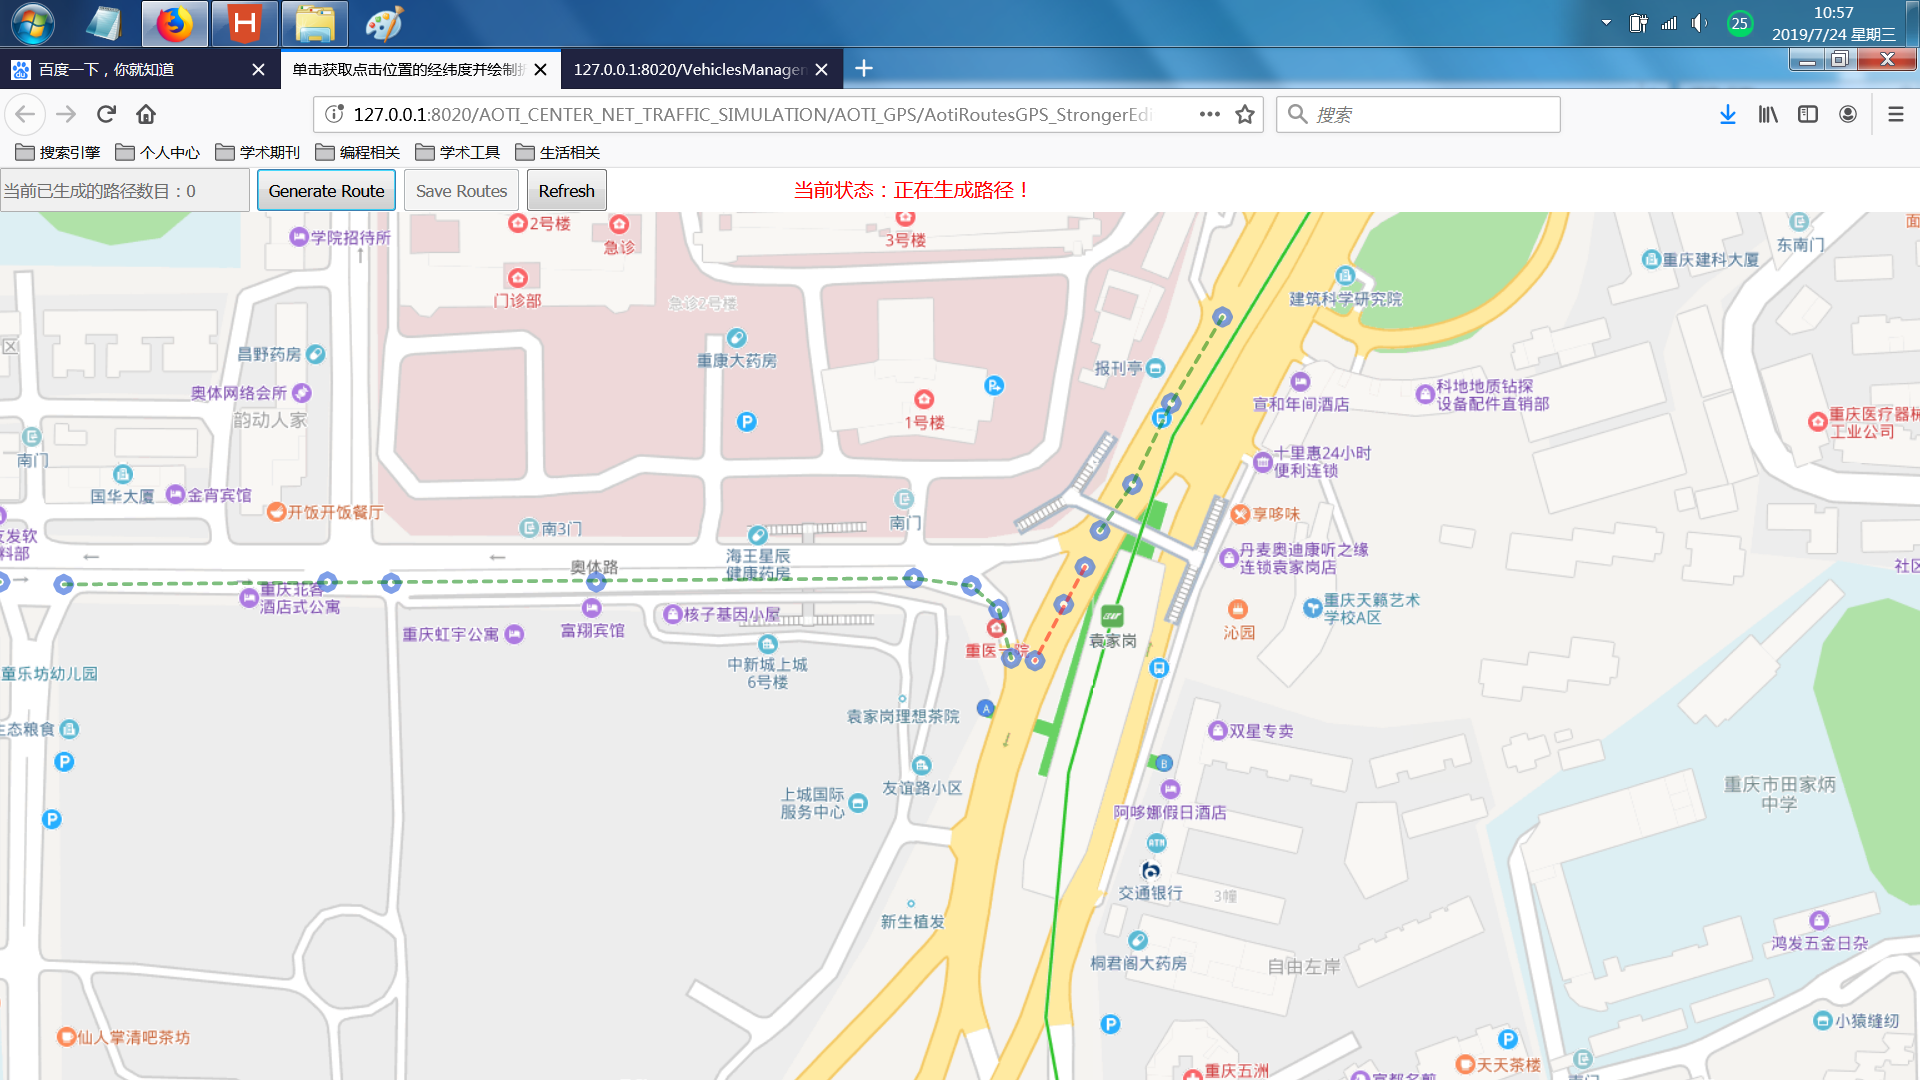 10:57
25
2019/7/24 星期三
百度一下，你就知道
单击获取点击位置的经纬度并绘制
127.0.0.1:8020/VehiclesManage
127.0.0.1:8020/AOTI_CENTER_NET_TRAFFIC_SIMULATION/AOTI_GPS/AotiRoutesGPS_StrongerEdi
搜索
搜索引擎
个人中心
学术期刊
编程相关
学术工具
生活相关
当前已生成的路径数目：0
Generate Route
Save Routes
Refresh
当前状态：正在生成路径！
学院招待所
2号楼
急诊
3号楼
东南门
面
重庆建科大厦
门诊部
急诊2号楼
建筑科学研究院
区
昌野药房
重康大药房
报刊亭
奥体网络会所
韵动人家
1号楼
宣和年间酒店
科地地质钻探
设备配件直销部
重庆医疗器械
工业公司
南门
国华大厦
金宵宾馆
十里惠24小时
便利连锁
开饭开饭餐厅
南3门
南门
享哆味
友发软
料部
海王星辰
健康药房
丹麦奥迪康听之缘
连锁袁家岗店
社区
奥体路
重庆北客
酒店式公寓
富翔宾馆
核子基因小屋
重庆虹宇公寓
重医一院
袁家岗
沁园
重庆天籁艺术
学校A区
童乐坊幼儿园
中新城上城
6号楼
袁家岗理想茶院
A
生态粮食
双星专卖
B
友谊路小区
上城国际
服务中心
阿哆娜假日酒店
重庆市田家炳
中学
ATM
交通银行
3幢
新生植发
桐君阁大药房
自由左岸
鸿发五金日杂
仙人掌清吧茶坊
小猿缝纫
天天茶楼
重庆五洲